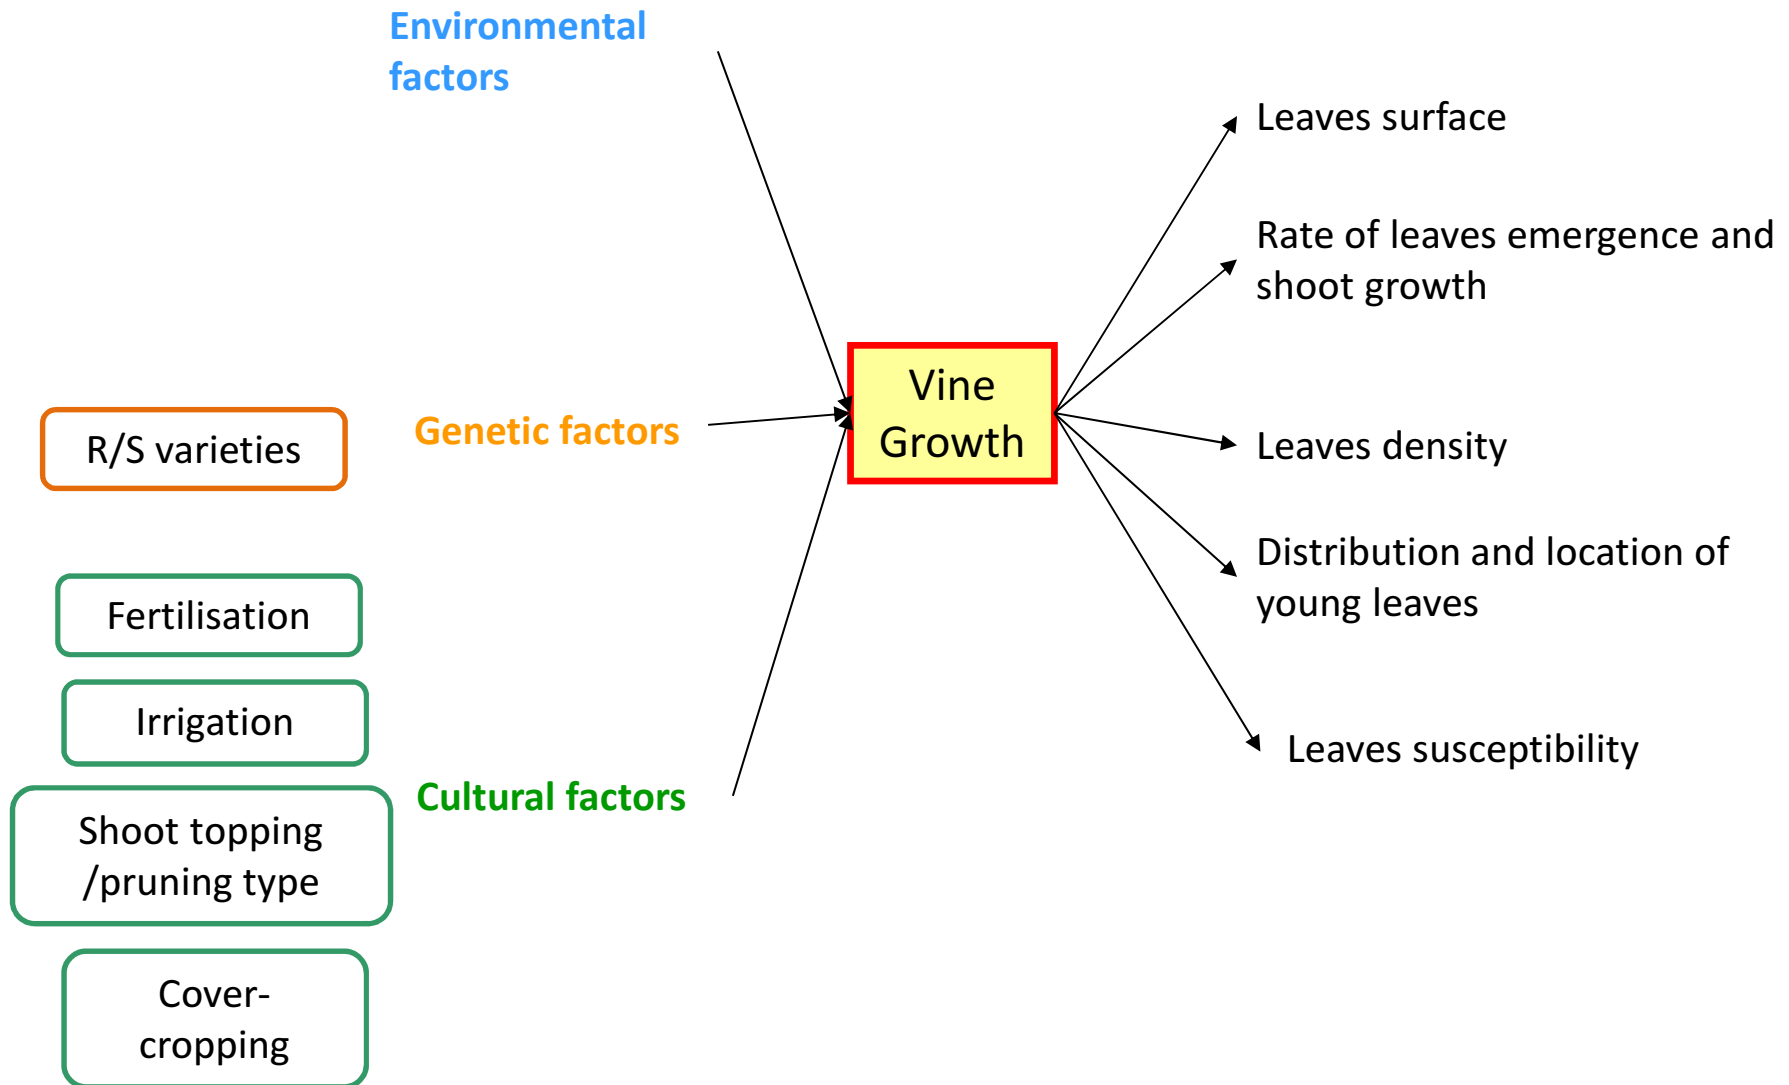 Environmental
factors
R/S varieties
Genetic factors
Fertilisation
Irrigation
Shoot topping
/pruning type
Cultural factors
Cover-
cropping
Vine
Growth
Leaves surface
Rate of leaves emergence and
shoot growth
Leaves density
Distribution and location of
young leaves
Leaves susceptibility